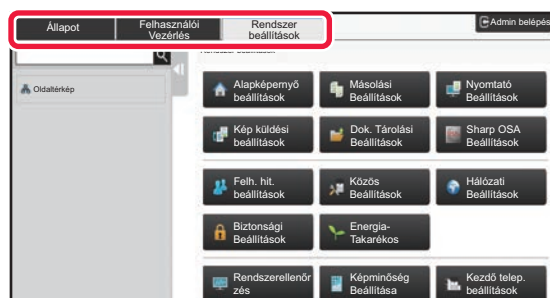 Állapot
Felhasználói
Vezérlés
Rendszer
beállítások
Admin belépés
Oldaltérkép
Alapképernyő
beállítások
Másolási
Beállítások
Nyomtató
Beállítások
Kép küldési
beállítások
Dok. Tárolási
Beállítások
Sharp OSA
Beállítások
Felh. hit.
beállítások
Közös
Beállítások
Hálózati
Beállítások
Biztonsági
Beállítások
Energia-
Takarékos
Rendszerellenőr
zés
Képminőség
Beállítása
Kezdő telep.
beállítások